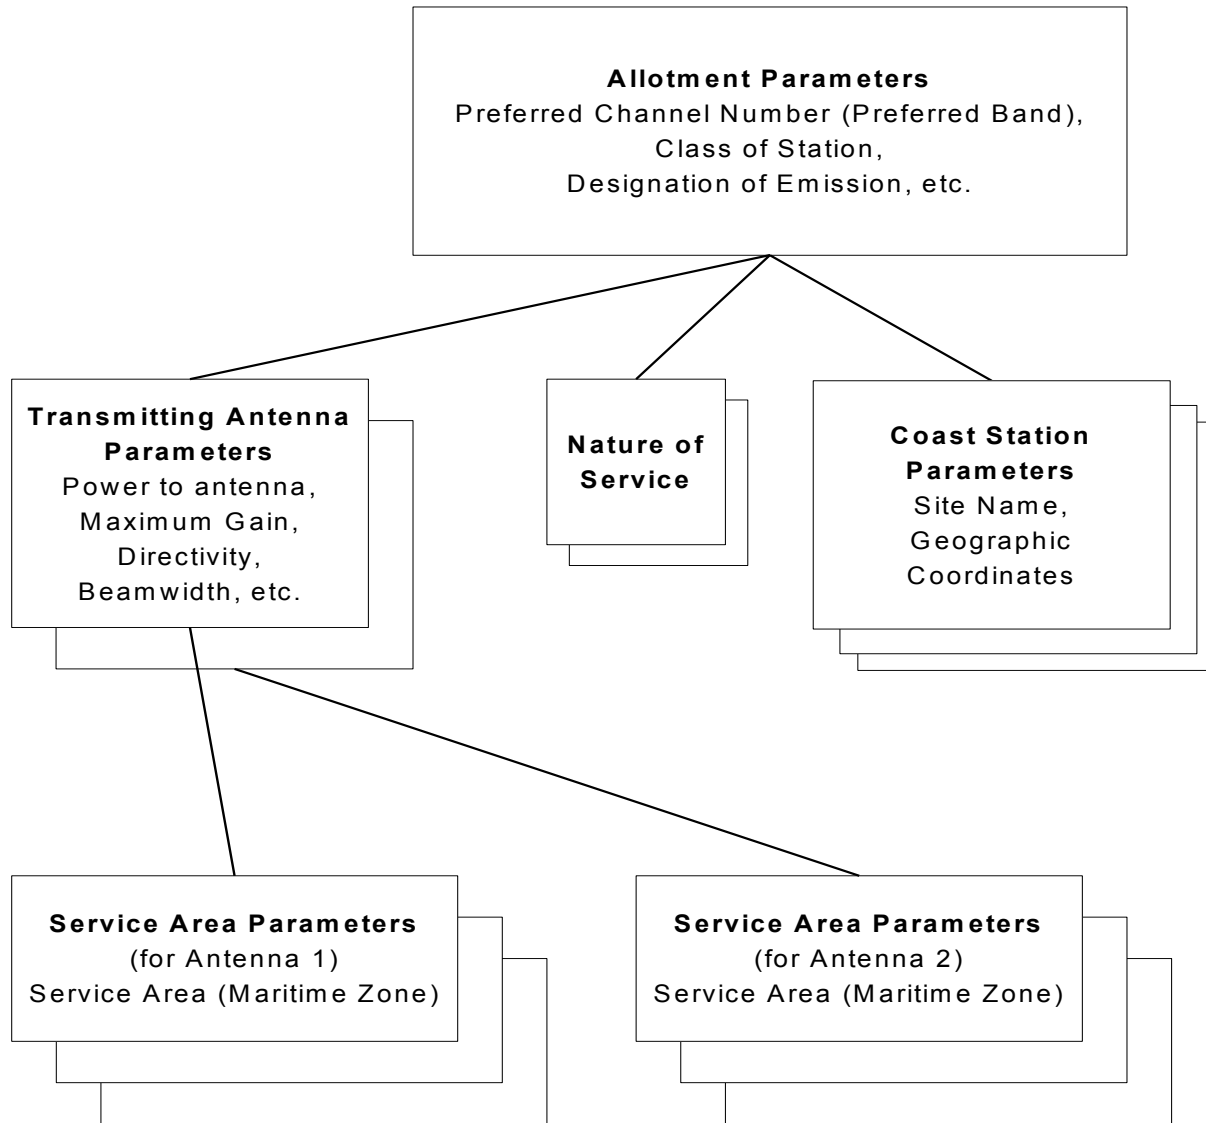 Allotment Parameters
Preferred Channel Number (Preferred Band),
Class of Station,
Designation of Emission, etc.
Transmitting Antenna
Parameters
Power to antenna,
Maximum Gain,
Directivity,
Beamwidth, etc.
Nature of
Service
Coast Station
Parameters
Site Name,
Geographic
Coordinates
Service Area Parameters
(for Antenna 1)
Service Area (Maritime Zone)
Service Area Parameters
(for Antenna 2)
Service Area (Maritime Zone)